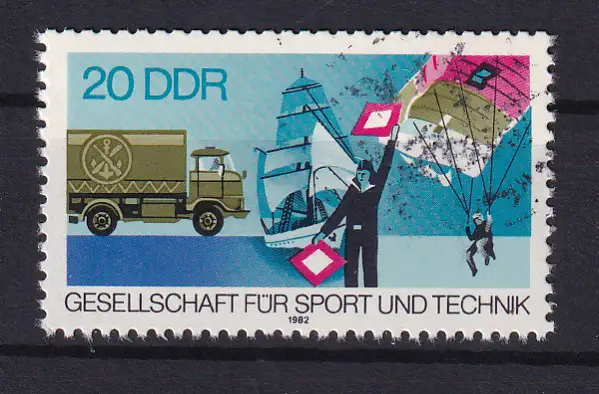 20 DDR
GESELLSCHAFT FÜR SPORT UND TECHNIK
1982